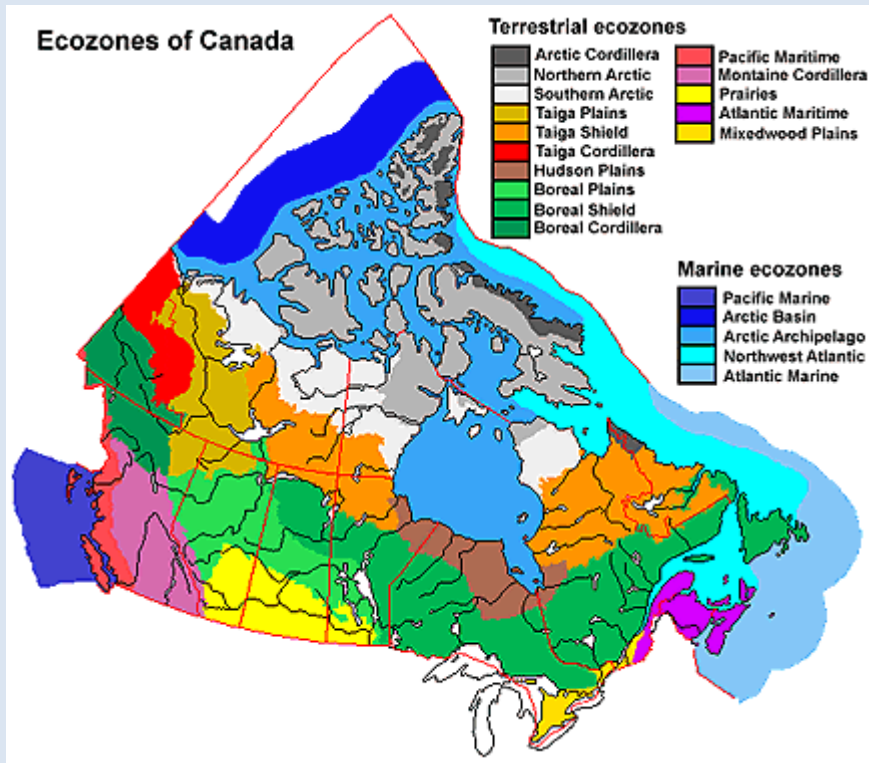 Ecozones of Canada
Terrestrial ecozones
Arctic Cordillera
Northern Arctic
Southern Arctic
Taiga Plains
Taiga Shield
Taiga Cordillera
Hudson Plains
Boreal Plains
Boreal Shield
Boreal Cordillera
Pacific Maritime
Montaine Cordillera
Prairies
Atlantic Maritime
Mixedwood Plains
Marine ecozones
Pacific Marine
Arctic Basin
Arctic Archipelago
Northwest Atlantic
Atlantic Marine